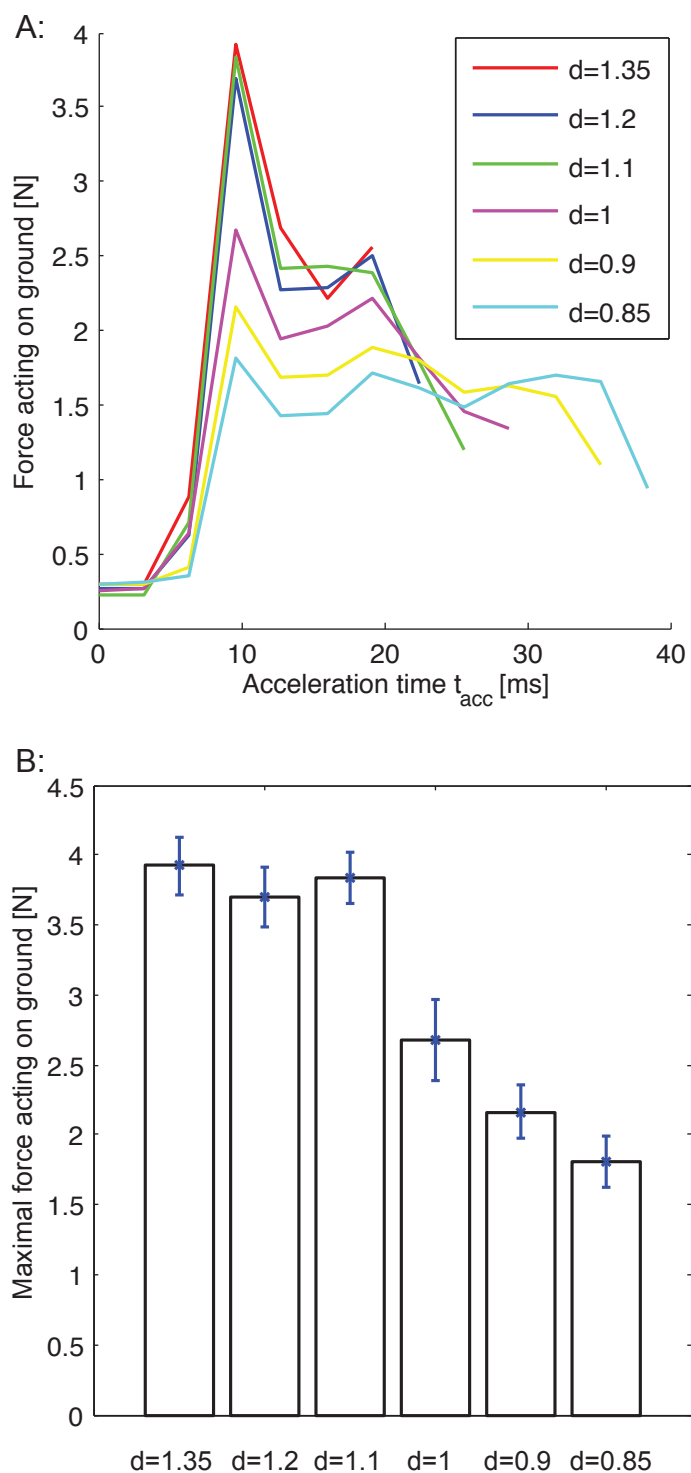 A:
Force acting on ground [N]
4
3.5
3
2.5
2
1.5
1
0.5
0
d=1.35
d=1.2
d=1.1
d=1
d=0.9
d=0.85
0 10 20 30 40
Acceleration time tacc [ms]
B:
Maximal force acting on ground [N]
4.5
4
3.5
3
2.5
2
1.5
1
0.5
0
d=1.35 d=1.2 d=1.1 d=1 d=0.9 d=0.85